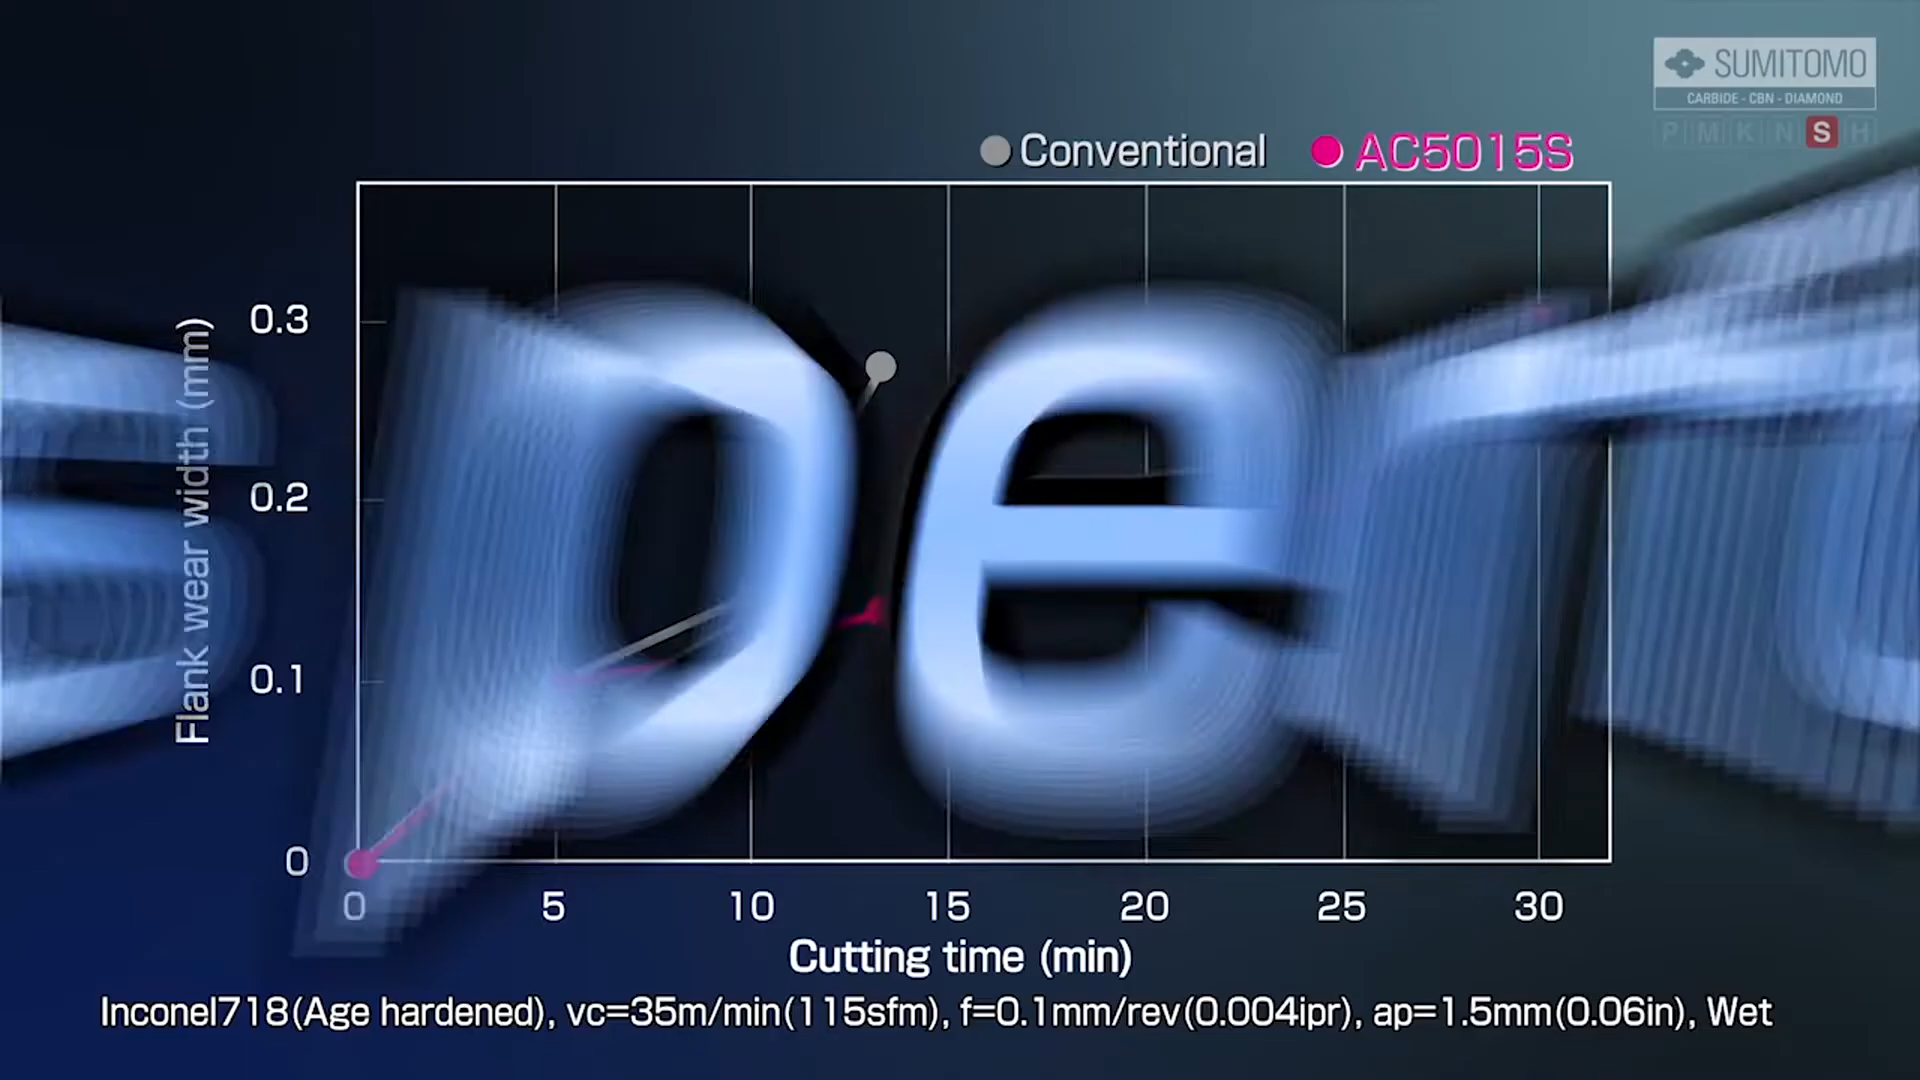 SUMITOMO
CARBIDE - CBN - DIAMOND
P M K N S H
Conventional AC5015S
0.3
0.2
0.1
0
Flank wear width (mm)
0 5 10 15 20 25 30
Cutting time (min)
Inconel718(Age hardened), vc=35m/min(115sfm), f=0.1mm/rev(0.004ipr), ap=1.5mm(0.06in), Wet